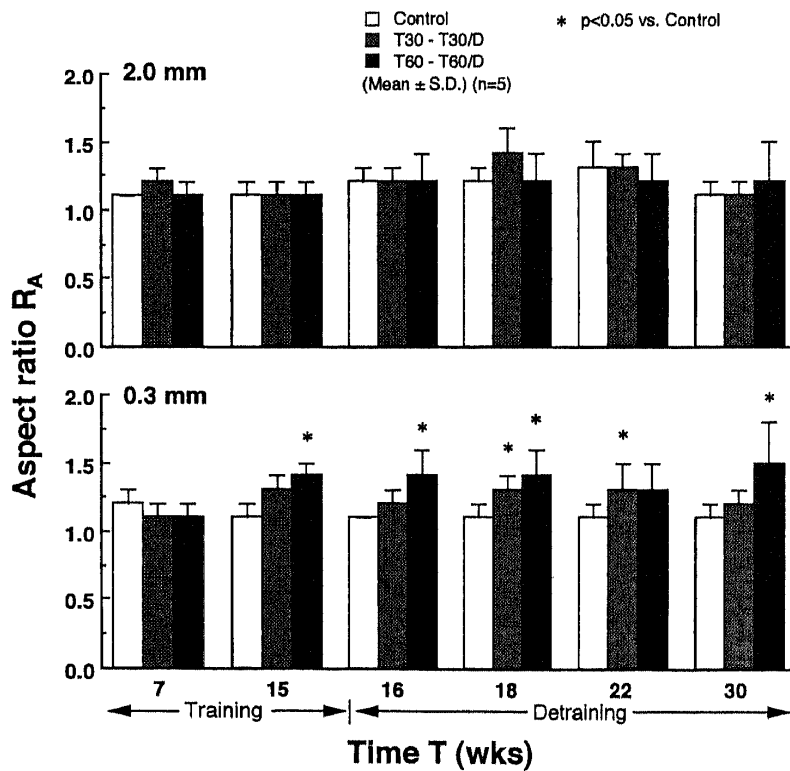 Control
T30 - T30/D
T60 - T60/D
(Mean ± S.D.) (n=5)
* p<0.05 vs. Control
Aspect ratio R_A
2.0 mm
2.0
1.5
1.0
0.5
0.0
0.3 mm
2.0
1.5
1.0
0.5
0.0
* * * * * *
7 15 16 18 22 30
Training Detraining
Time T (wks)